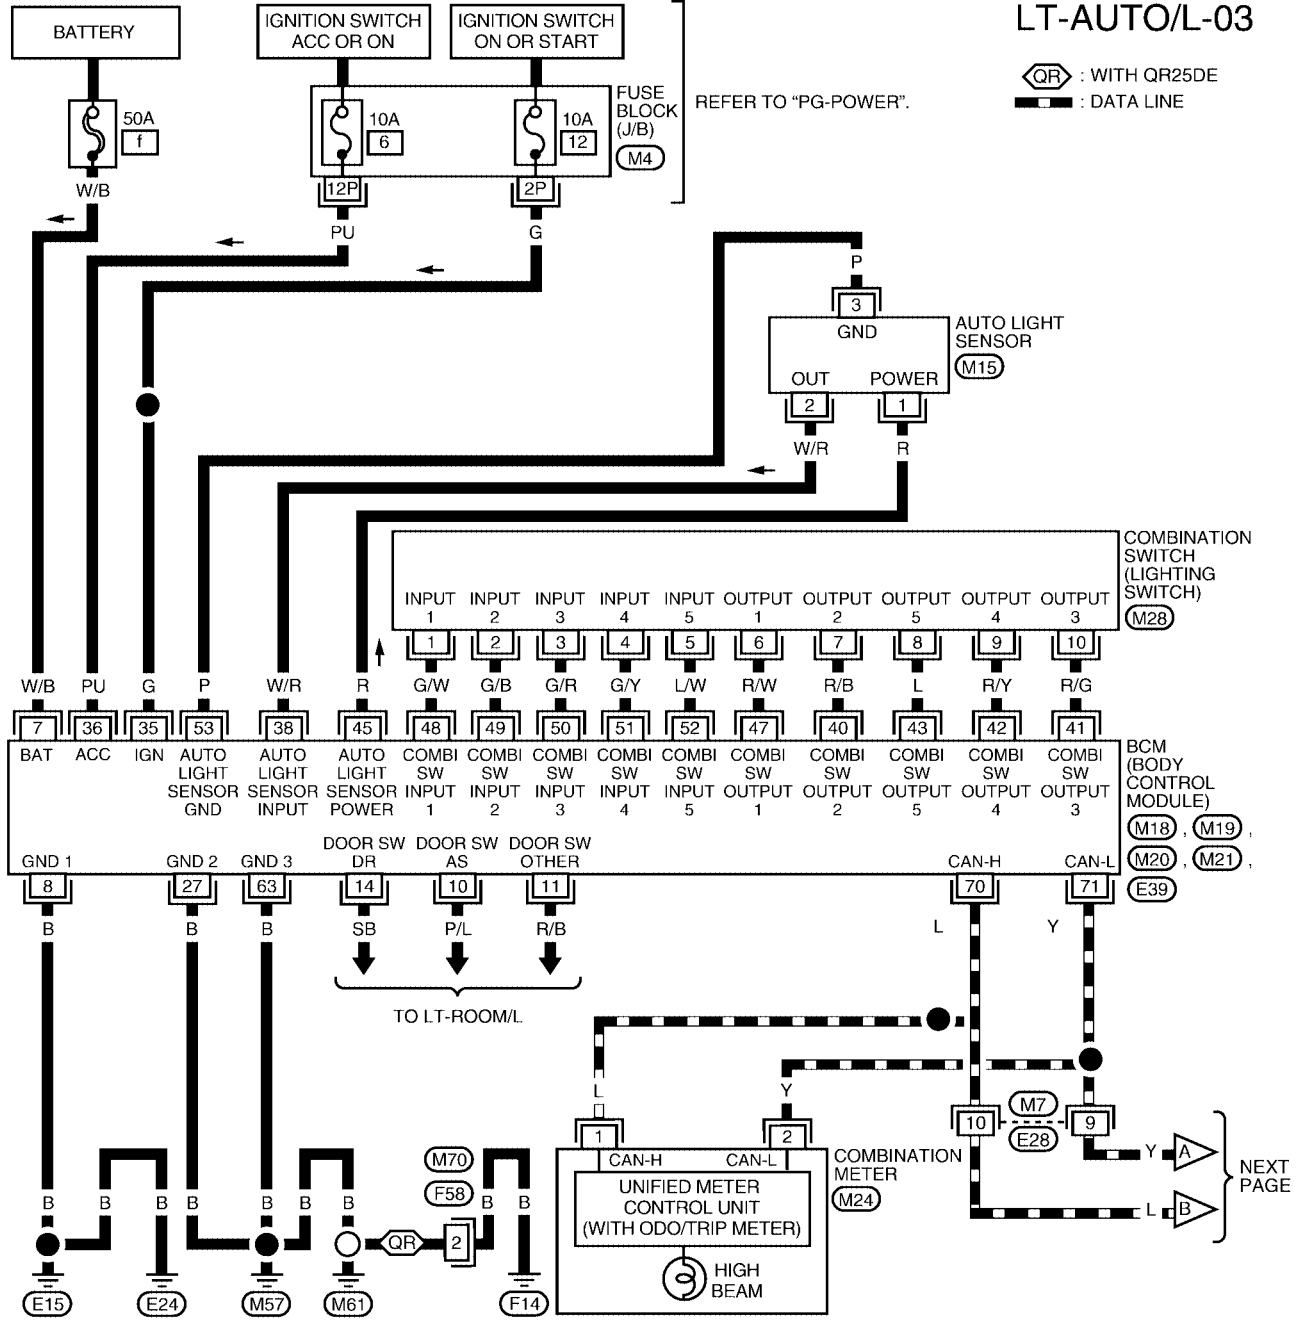 LT-AUTO/L-03
QR : WITH QR25DE
: DATA LINE
BATTERY
IGNITION SWITCH
ACC OR ON
IGNITION SWITCH
ON OR START
50A
f
10A
6
10A
12
FUSE
BLOCK
(J/B)
M4
REFER TO “PG-POWER”.
12P
2P
W/B
PU
G
P
3
GND
AUTO LIGHT
SENSOR
M15
OUT
POWER
2
1
W/R
R
COMBINATION
SWITCH
(LIGHTING
SWITCH)
M28
INPUT INPUT INPUT INPUT INPUT OUTPUT OUTPUT OUTPUT OUTPUT OUTPUT
1 2 3 4 5 1 2 5 4 3
1 2 3 4 5 6 7 8 9 10
W/B PU G P W/R R G/W G/B G/R G/Y L/W R/W R/B L R/Y R/G
7 36 35 53 38 45 48 49 50 51 52 47 40 43 42 41
BAT ACC IGN AUTO AUTO AUTO COMBI COMBI COMBI COMBI COMBI COMBI COMBI COMBI COMBI COMBI
LIGHT LIGHT LIGHT SW SW SW SW SW SW SW SW SW SW
SENSOR SENSOR SENSOR INPUT INPUT INPUT INPUT INPUT OUTPUT OUTPUT OUTPUT OUTPUT OUTPUT
GND INPUT POWER 1 2 3 4 5 1 2 5 4 3
BCM
(BODY
CONTROL
MODULE)
M18 , M19 ,
M20 , M21 ,
E39
DOOR SW DOOR SW DOOR SW
GND 1 GND 2 GND 3 DR AS OTHER CAN-H CAN-L
8 27 63 14 10 11 70 71
B B B SB P/L R/B L Y
TO LT-ROOM/L
L
Y
1
2
10
M7
E28
9
Y A
L B
NEXT
PAGE
CAN-H
CAN-L
UNIFIED METER
CONTROL UNIT
(WITH ODO/TRIP METER)
HIGH
BEAM
COMBINATION
METER
M24
M70
F58
B B B B B B B B
QR
2
E15 E24 M57 M61 F14